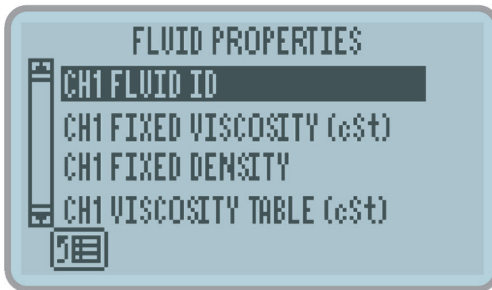 FLUID PROPERTIES
CH1 FLUID ID
CH1 FIXED VISCOSITY (cSt)
CH1 FIXED DENSITY
CH1 VISCOSITY TABLE (cSt)